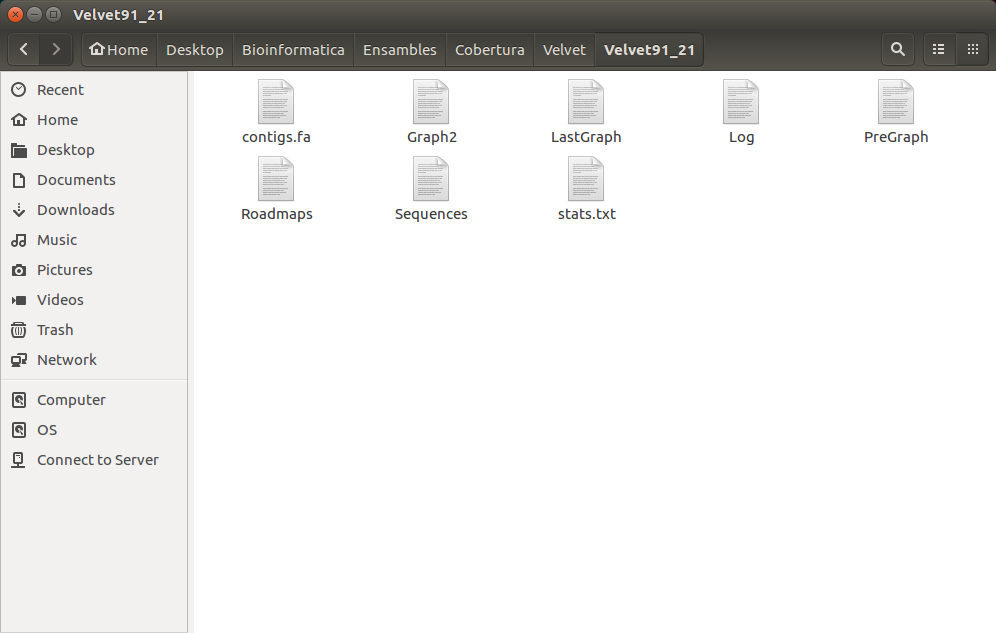 Velvet91_21
Home Desktop Bioinformatica Ensambles Cobertura Velvet Velvet91_21
Recent
Home
Desktop
Documents
Downloads
Music
Pictures
Videos
Trash
Network
Computer
OS
Connect to Server
contigs.fa Graph2 LastGraph Log PreGraph
Roadmaps Sequences stats.txt